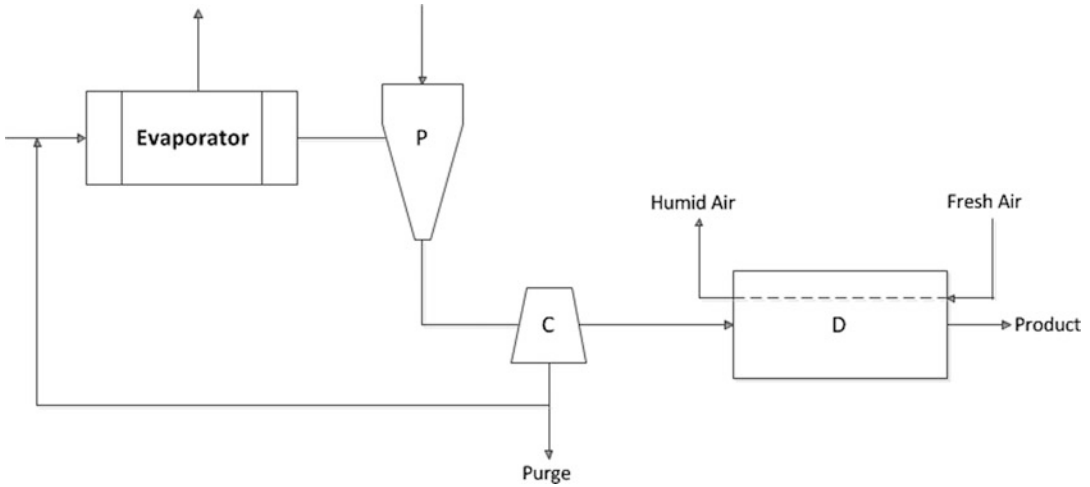 Evaporator
P
Humid Air
Fresh Air
C
D
Product
Purge